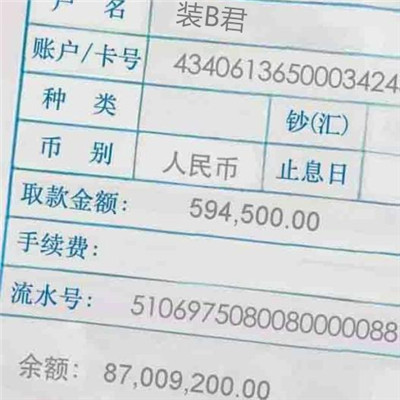 户 名 装B君
账户/卡号 4340613650003424
种 类 钞(汇)
币 别 人民币 止息日
取款金额: 594,500.00
手续费:
流水号: 5106975080080000088
余额: 87,009,200.00